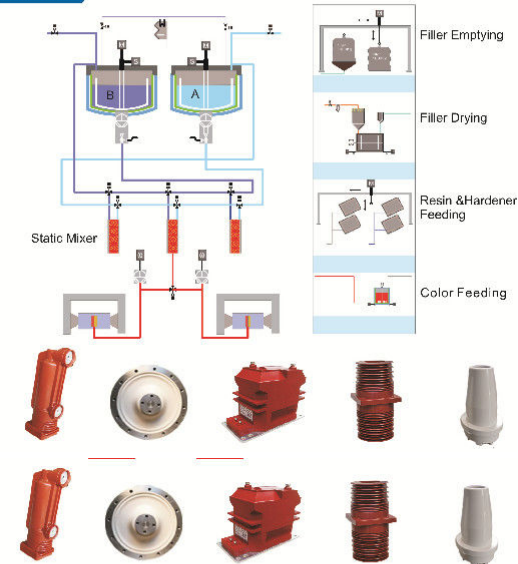 Filler Emptying
B
A
Filler Drying
Resin &Hardener
Feeding
Static Mixer
Color Feeding